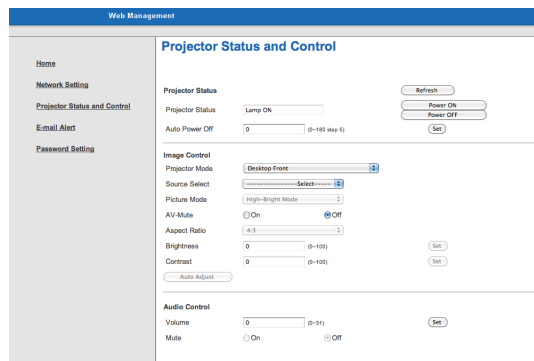 Web Management
Projector Status and Control
Home
Network Setting
Projector Status and Control
E-mail Alert
Password Setting
Projector Status Refresh
Projector Status Lamp ON Power ON
Power OFF
Auto Power Off 0 (0-180 step 5) Set
Image Control
Projector Mode Desktop Front
Source Select ----------------Select-----
Picture Mode High-Bright Mode
AV-Mute On Off
Aspect Ratio 4:3
Brightness 0 (0-100) Set
Contrast 0 (0-100) Set
Auto Adjust
Audio Control
Volume 0 (0-31) Set
Mute On Off